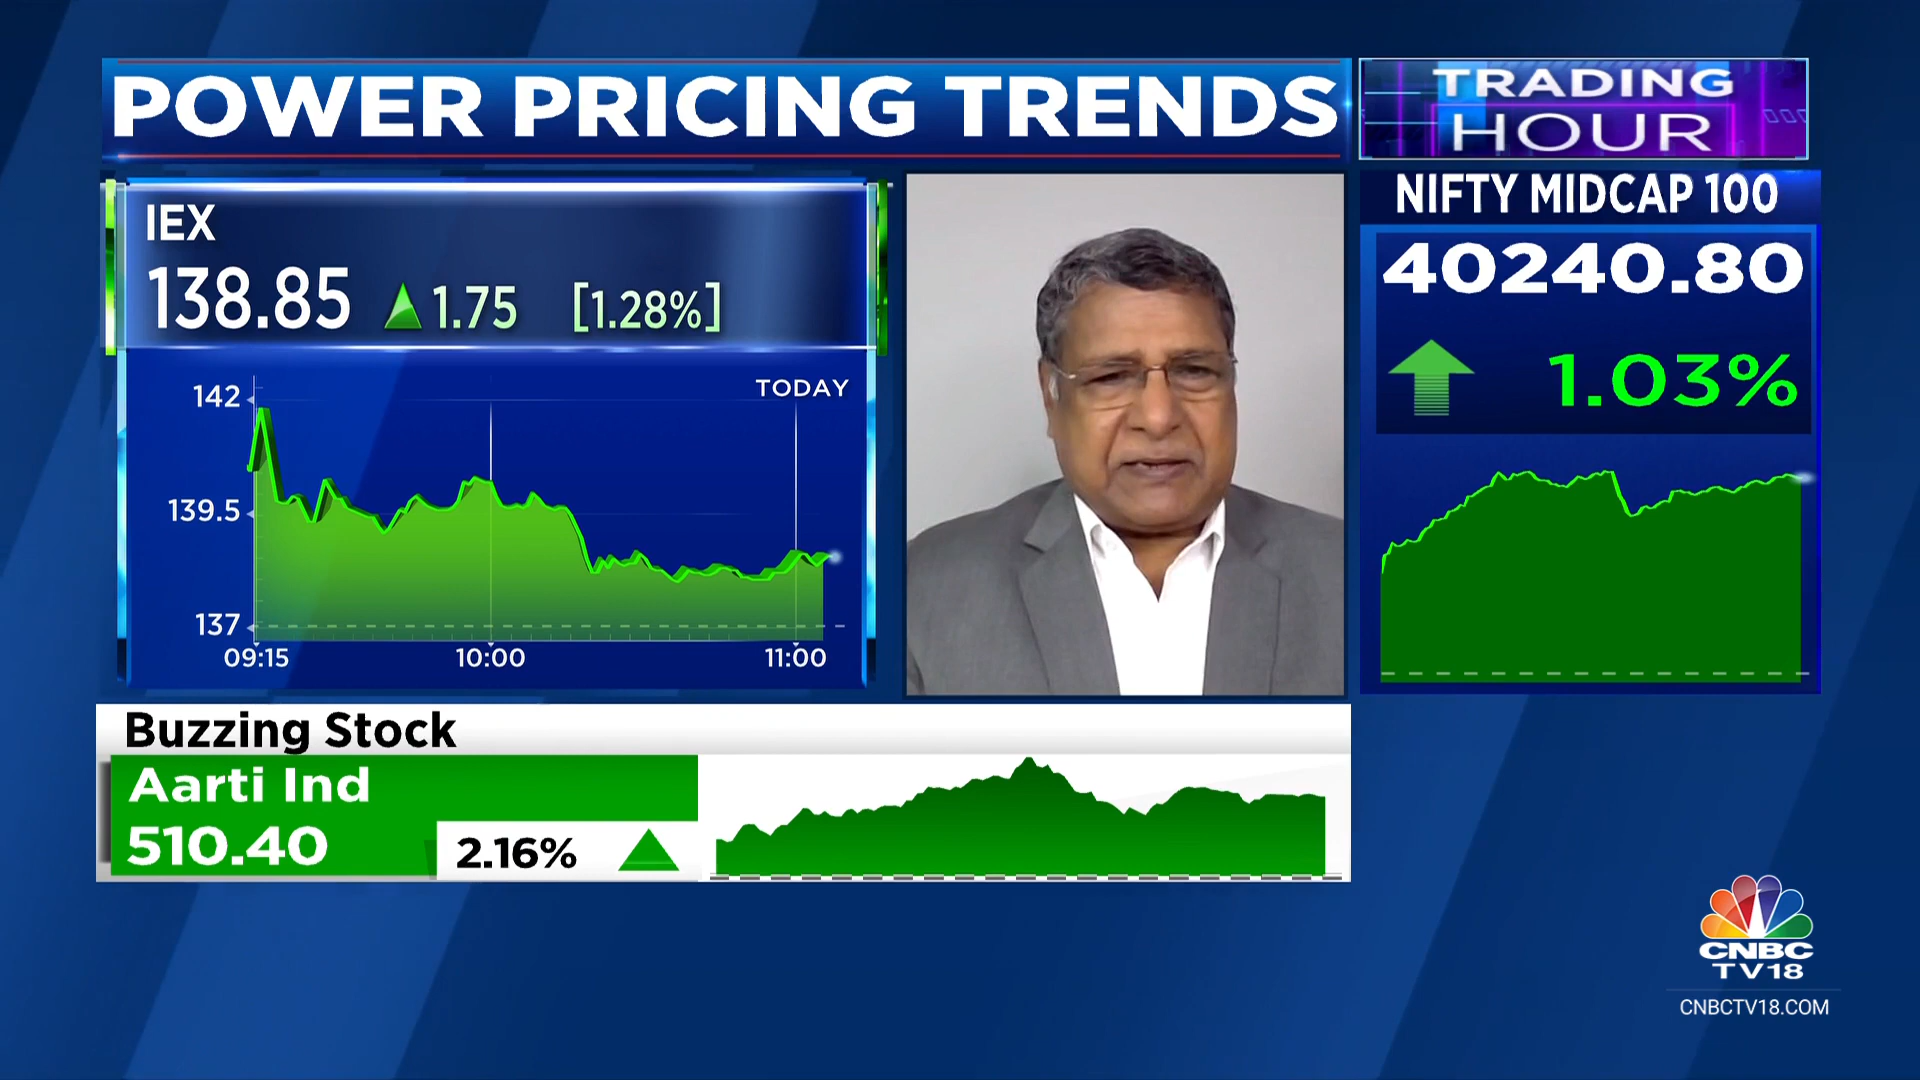 POWER PRICING TRENDS
TRADING
HOUR
IEX
138.85 ▲ 1.75 [1.28%]
TODAY
142
139.5
137
09:15 10:00 11:00
NIFTY MIDCAP 100
40240.80
1.03%
Buzzing Stock
Aarti Ind
510.40
2.16%
CNBC
TV18
CNBCTV18.COM